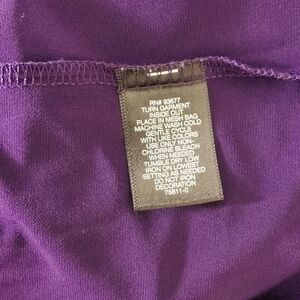 RN# 93677
TURN GARMENT
INSIDE OUT
PLACE IN MESH BAG
MACHINE WASH COLD
GENTLE CYCLE
WITH LIKE COLORS
USE ONLY NON-
CHLORINE BLEACH
WHEN NEEDED
TUMBLE DRY LOW
IRON ON LOWEST
SETTING AS NEEDED
DO NOT IRON
DECORATION
75811-0